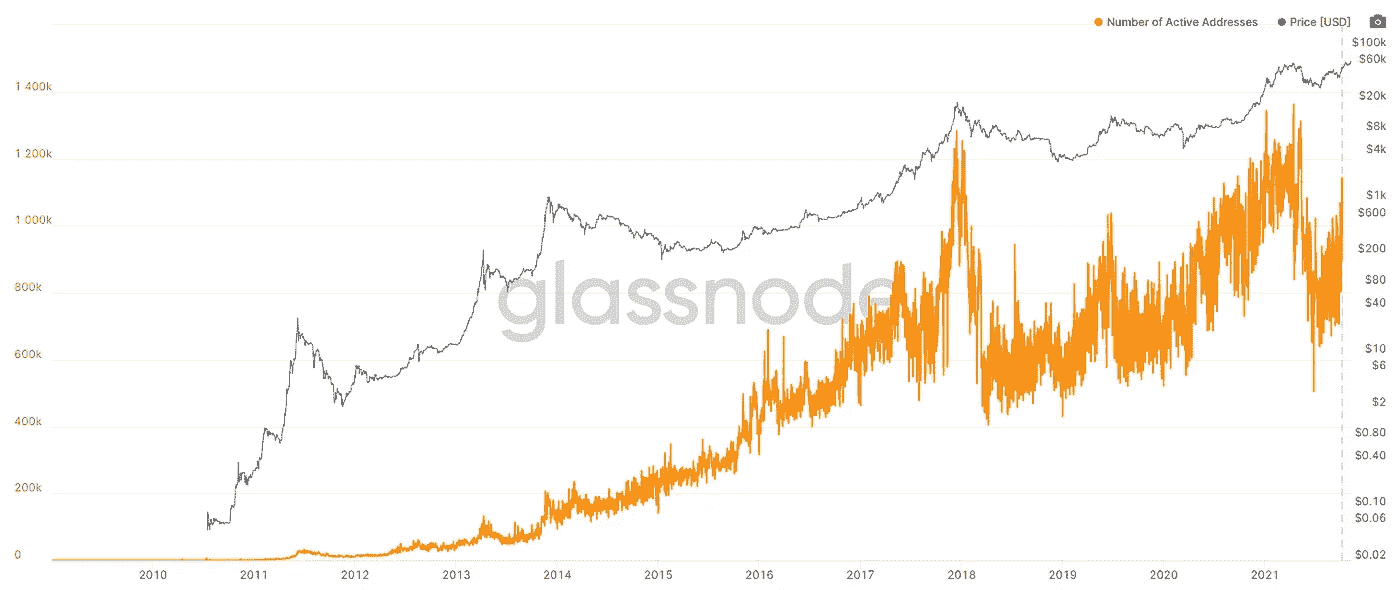 Number of Active Addresses Price [USD]
$100k
$60k
1 400k
$20k
$8k
1 200k
$4k
$1k
1 000k
$600
$200
800k
$80
$40
glassnode
600k
$10
$6
400k
$2
$0.80
$0.40
200k
$0.10
$0.06
0
$0.02
2010 2011 2012 2013 2014 2015 2016 2017 2018 2019 2020 2021